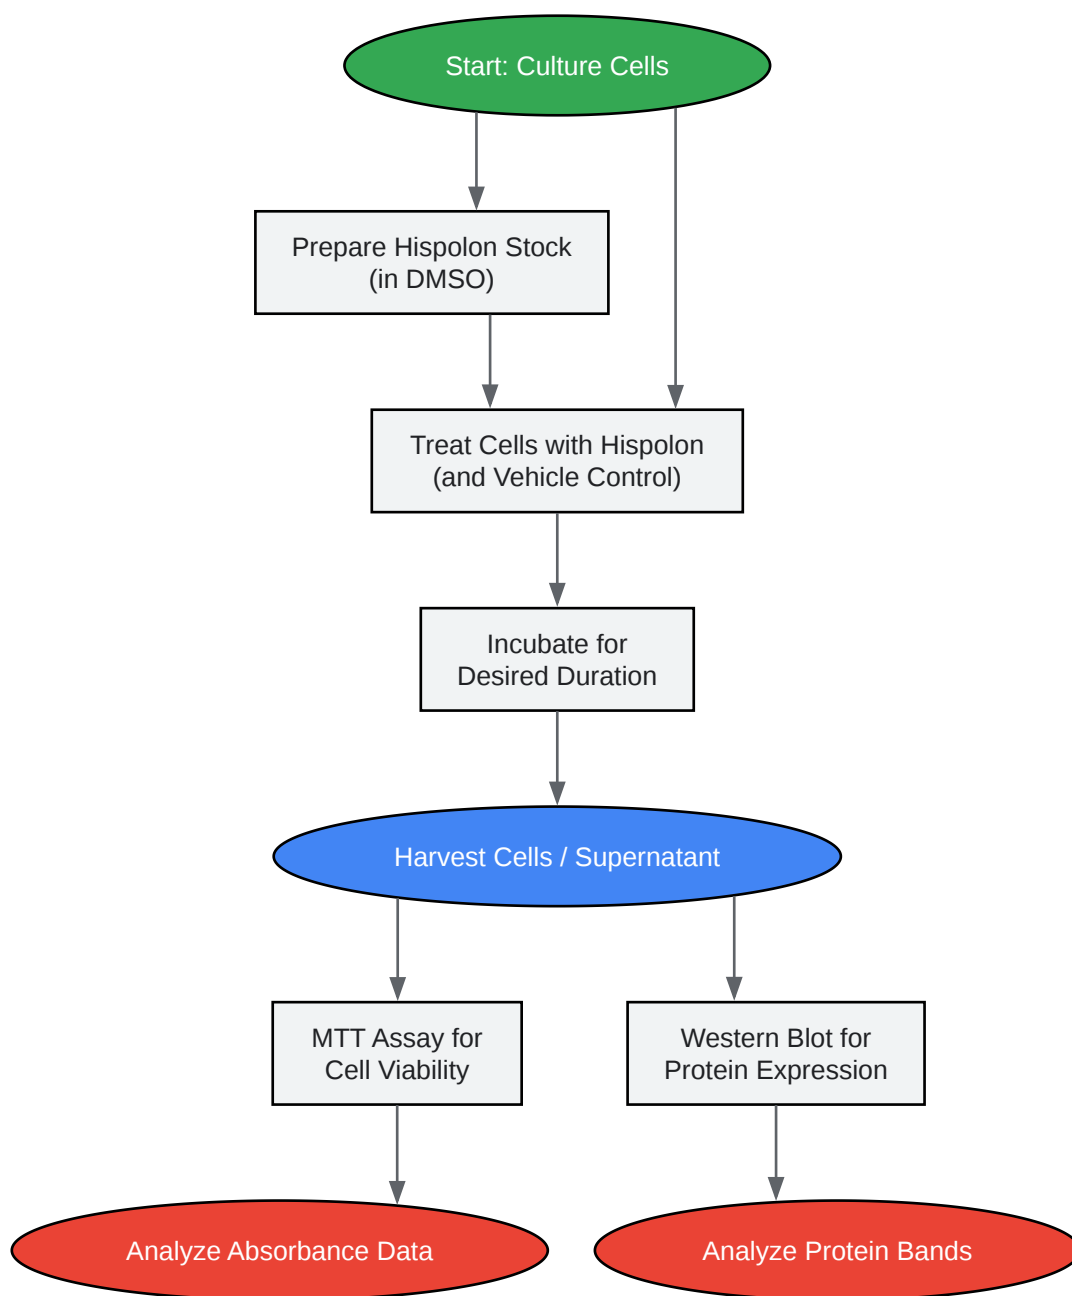 Start: Culture Cells
Prepare Hispolon Stock
(in DMSO)
Treat Cells with Hispolon
(and Vehicle Control)
Incubate for
Desired Duration
Harvest Cells / Supernatant
MTT Assay for
Cell Viability
Western Blot for
Protein Expression
Analyze Absorbance Data
Analyze Protein Bands